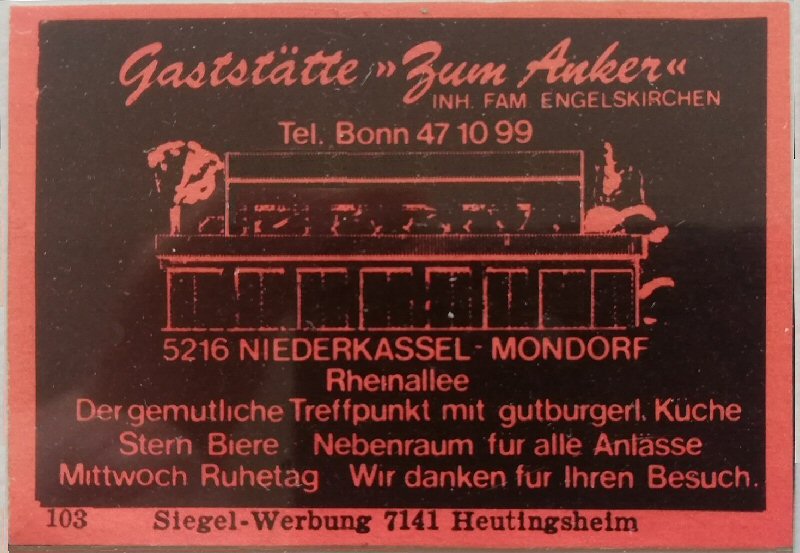 Gaststätte »Zum Anker«
INH. FAM ENGELSKIRCHEN
Tel. Bonn 47 10 99
5216 NIEDERKASSEL - MONDORF
Rheinallee
Der gemutliche Treffpunkt mit gutburgerl. Kuche
Stern Biere Nebenraum fur alle Anlasse
Mittwoch Ruhetag Wir danken fur Ihren Besuch.
103 Siegel-Werbung 7141 Heutingsheim